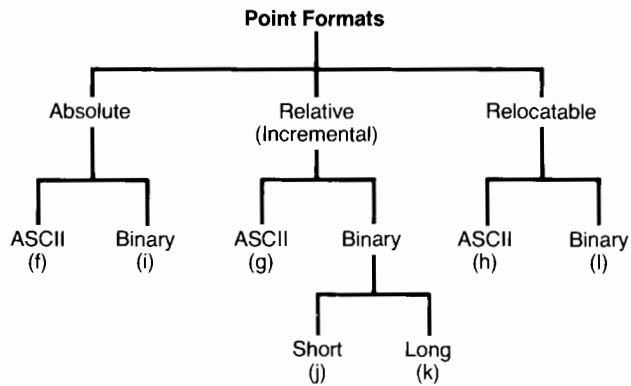 Point Formats
Absolute Relative Relocatable
(Incremental)
ASCII Binary ASCII Binary ASCII Binary
(f) (i) (g) (h) (l)
Short Long
(j) (k)